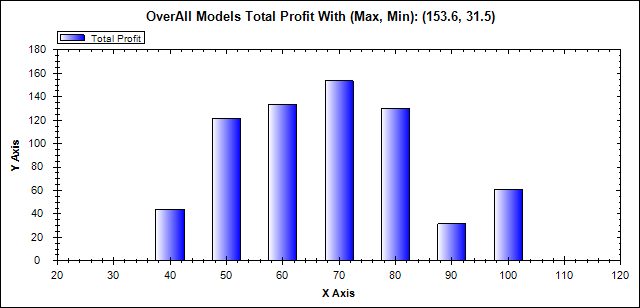 OverAll Models Total Profit With (Max, Min): (153.6, 31.5)
Total Profit
180
160
140
120
100
80
60
40
20
0
Y Axis
20 30 40 50 60 70 80 90 100 110 120
X Axis